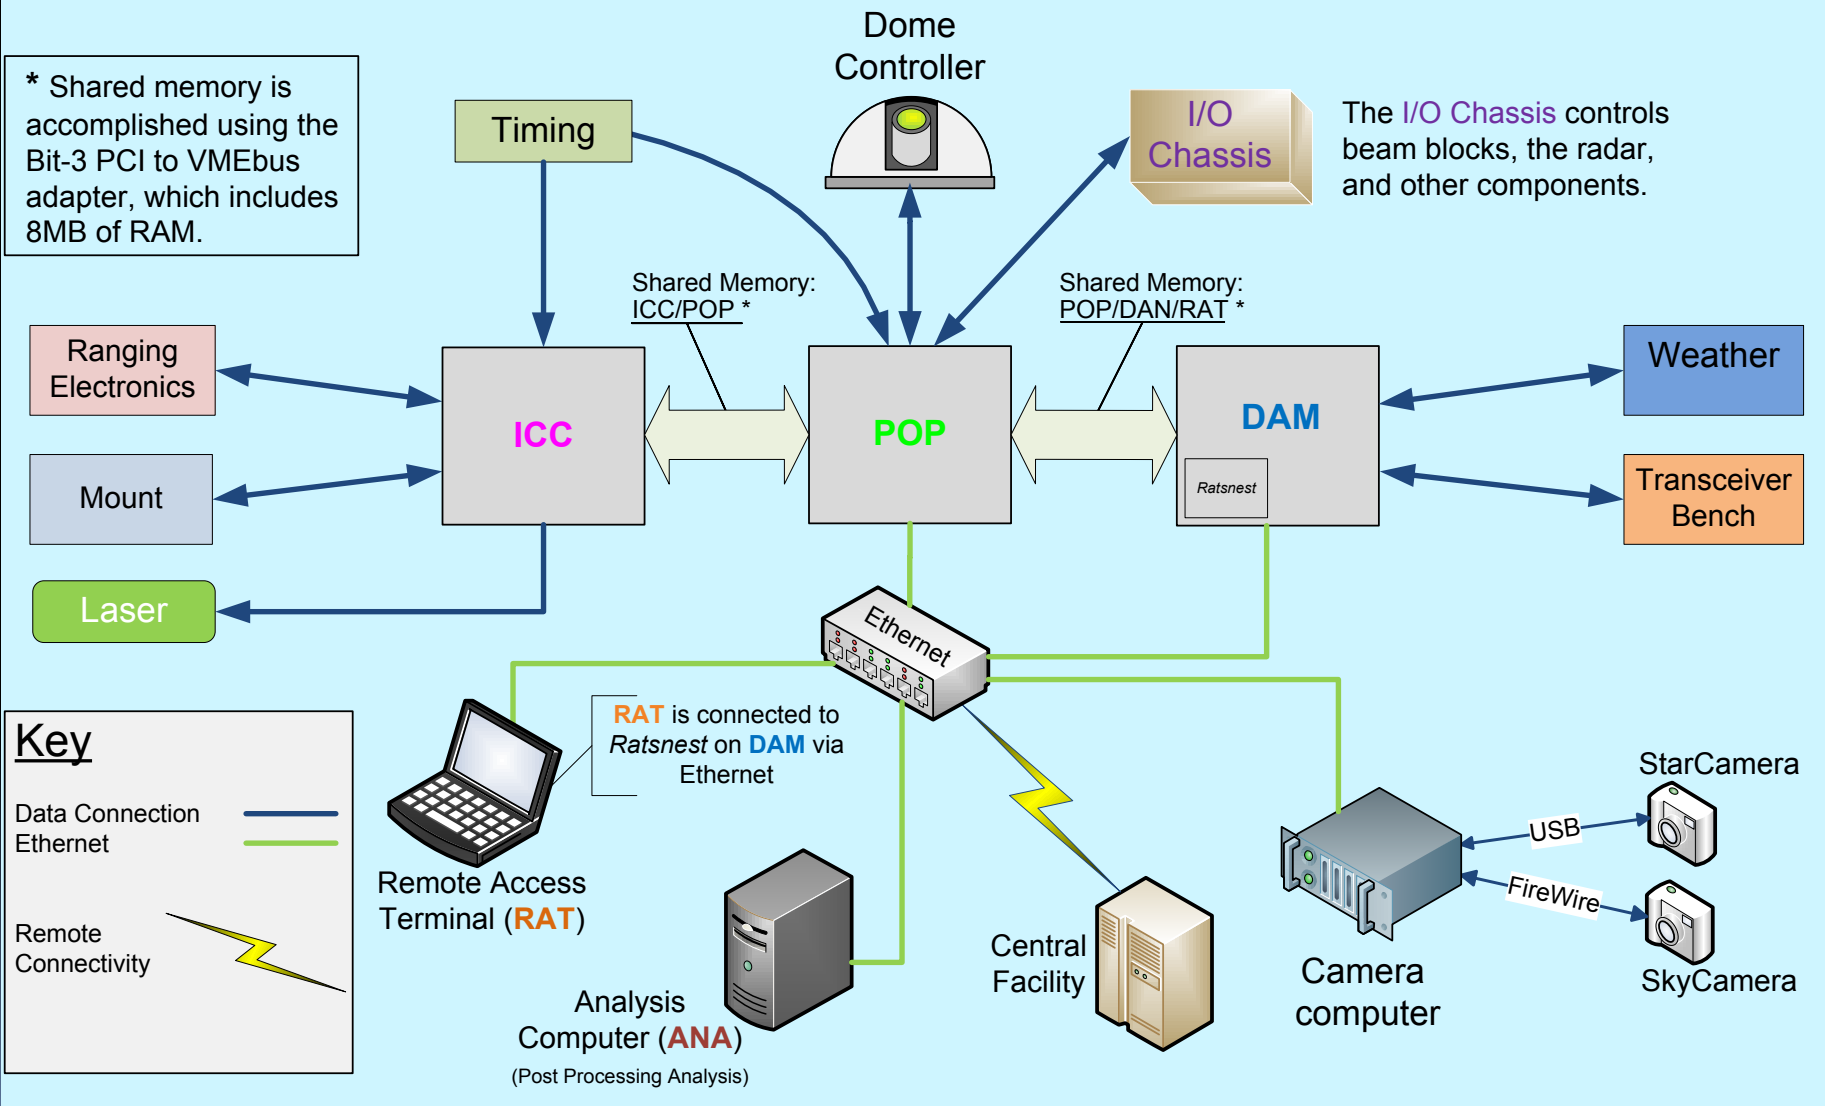 Dome
Controller
* Shared memory is
accomplished using the
Bit-3 PCI to VMEbus
adapter, which includes
8MB of RAM.
Timing
I/O
Chassis
The I/O Chassis controls
beam blocks, the radar,
and other components.
Shared Memory:
ICC/POP *
Shared Memory:
POP/DAN/RAT *
Ranging
Electronics
ICC
POP
DAM
Ratsnest
Weather
Mount
Transceiver
Bench
Laser
Ethernet
RAT is connected to
Ratsnest on DAM via
Ethernet
Key
Data Connection
Ethernet
Remote
Connectivity
Remote Access
Terminal (RAT)
Analysis
Computer (ANA)
(Post Processing Analysis)
Central
Facility
Camera
computer
USB
FireWire
StarCamera
SkyCamera